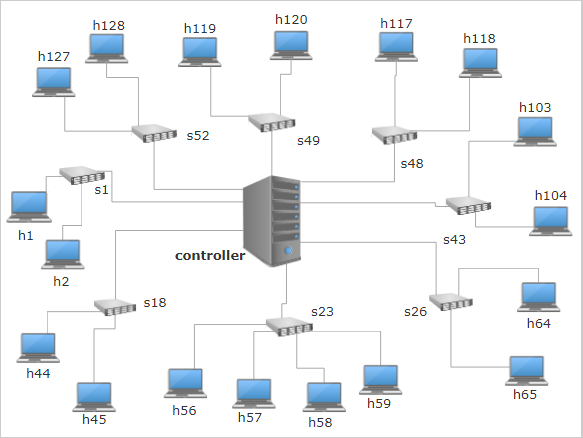 h128
h120
h117
h119
h118
h127
h103
s52
s49
s48
s1
h104
h1
s43
controller
h2
s18
s23
s26
h64
h44
h65
h56
h59
h45
h57
h58